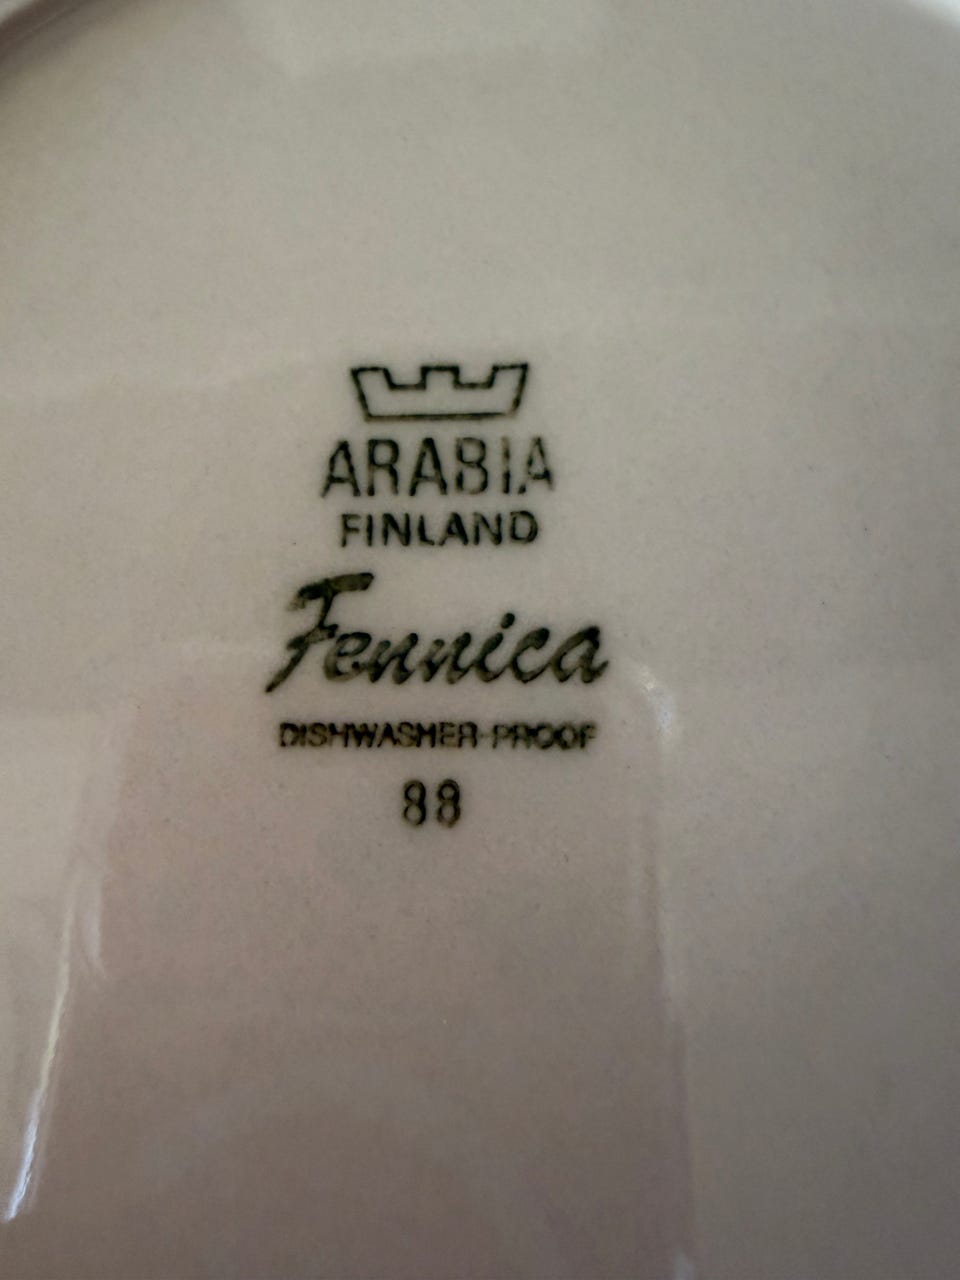 ARABIA
FINLAND
Fennica
DISHWASHER-PROOF
88